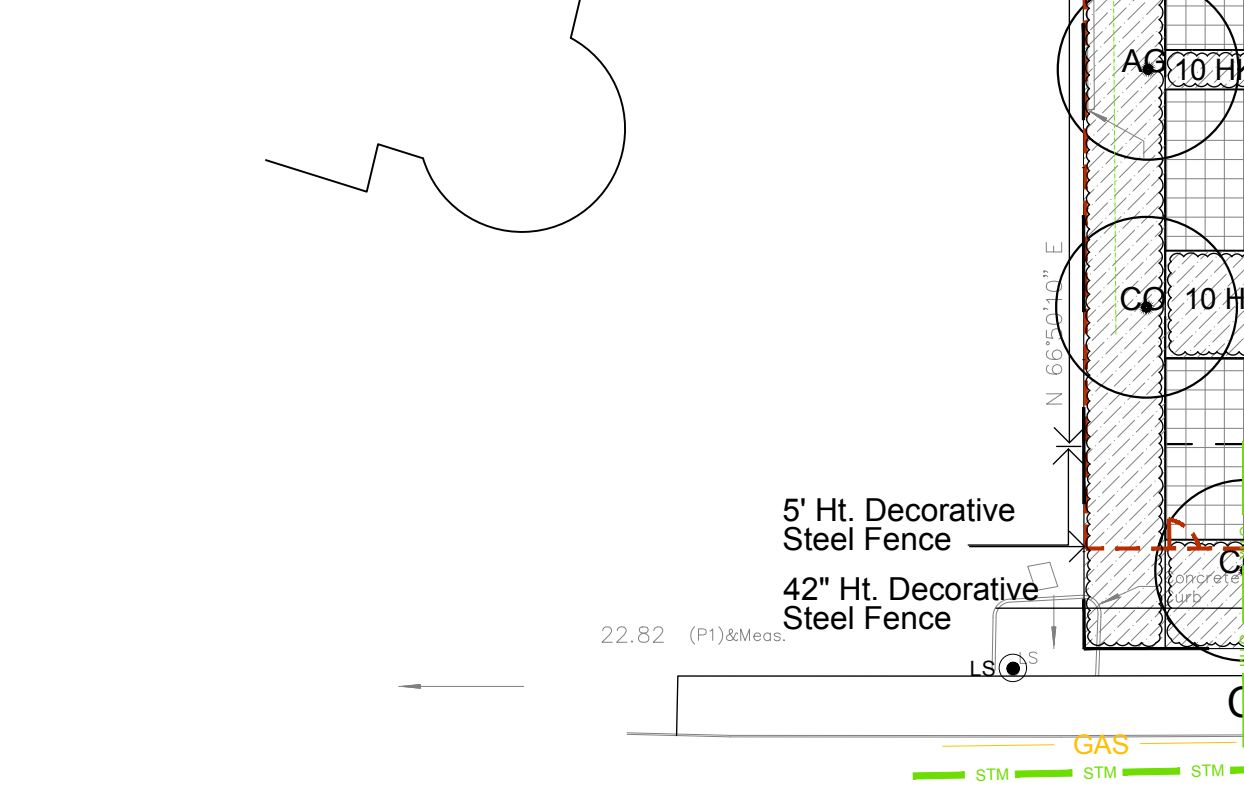 AG
10 HK
N 66°50'10" E
CO
10 H
5' Ht. Decorative
Steel Fence
42" Ht. Decorative
Steel Fence
Concrete
Curb
22.82 (P1)&Meas.
LS
LS
GAS
STM
STM
STM